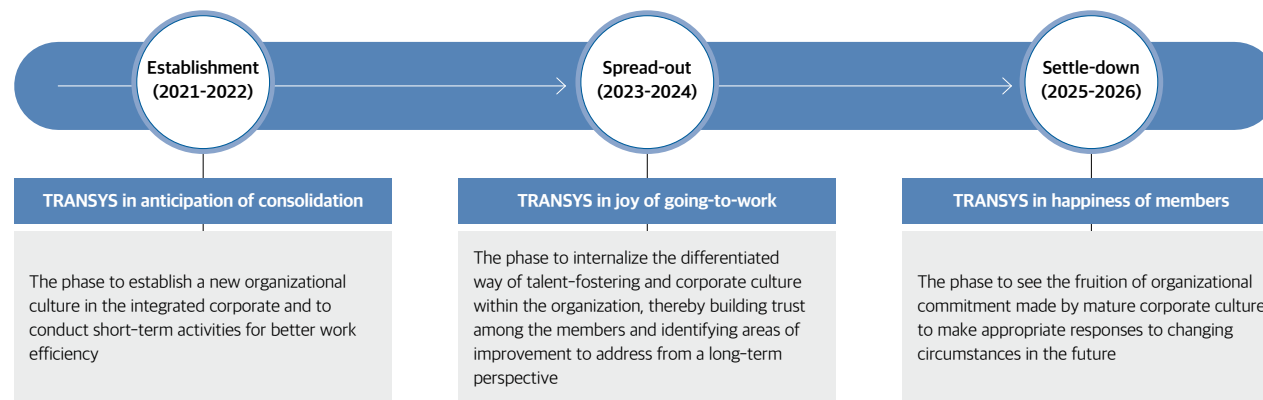 Establishment
(2021-2022)
Spread-out
(2023-2024)
Settle-down
(2025-2026)
TRANSYS in anticipation of consolidation
TRANSYS in joy of going-to-work
TRANSYS in happiness of members
The phase to establish a new organizational
culture in the integrated corporate and to
conduct short-term activities for better work
efficiency
The phase to internalize the differentiated
way of talent-fostering and corporate culture
within the organization, thereby building trust
among the members and identifying areas of
improvement to address from a long-term
perspective
The phase to see the fruition of organizational
commitment made by mature corporate culture
to make appropriate responses to changing
circumstances in the future